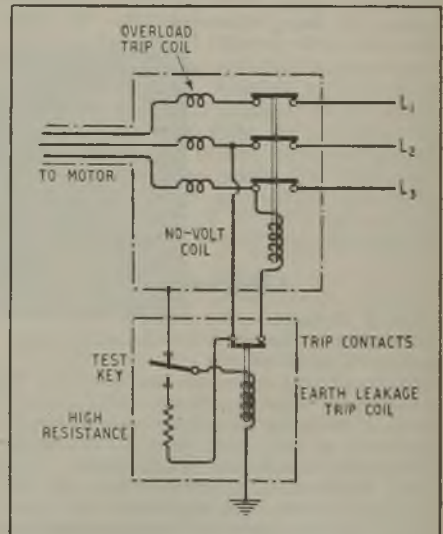 OVERLOAD
TRIP COIL
L₁
L₂
L₃
TO MOTOR
NO-VOLT
COIL
TRIP CONTACTS
TEST
KEY
EARTH LEAKAGE
TRIP COIL
HIGH
RESISTANCE